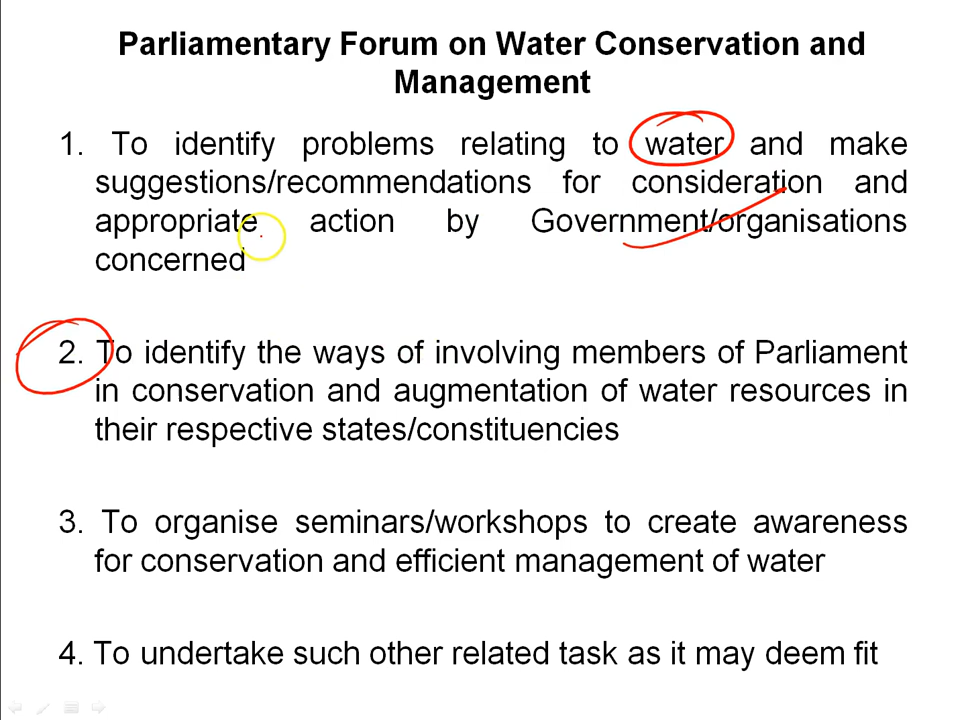 Parliamentary Forum on Water Conservation and
Management
1. To identify problems relating to water and make
suggestions/recommendations for consideration and
appropriate action by Government/organisations
concerned
2. To identify the ways of involving members of Parliament
in conservation and augmentation of water resources in
their respective states/constituencies
3. To organise seminars/workshops to create awareness
for conservation and efficient management of water
4. To undertake such other related task as it may deem fit